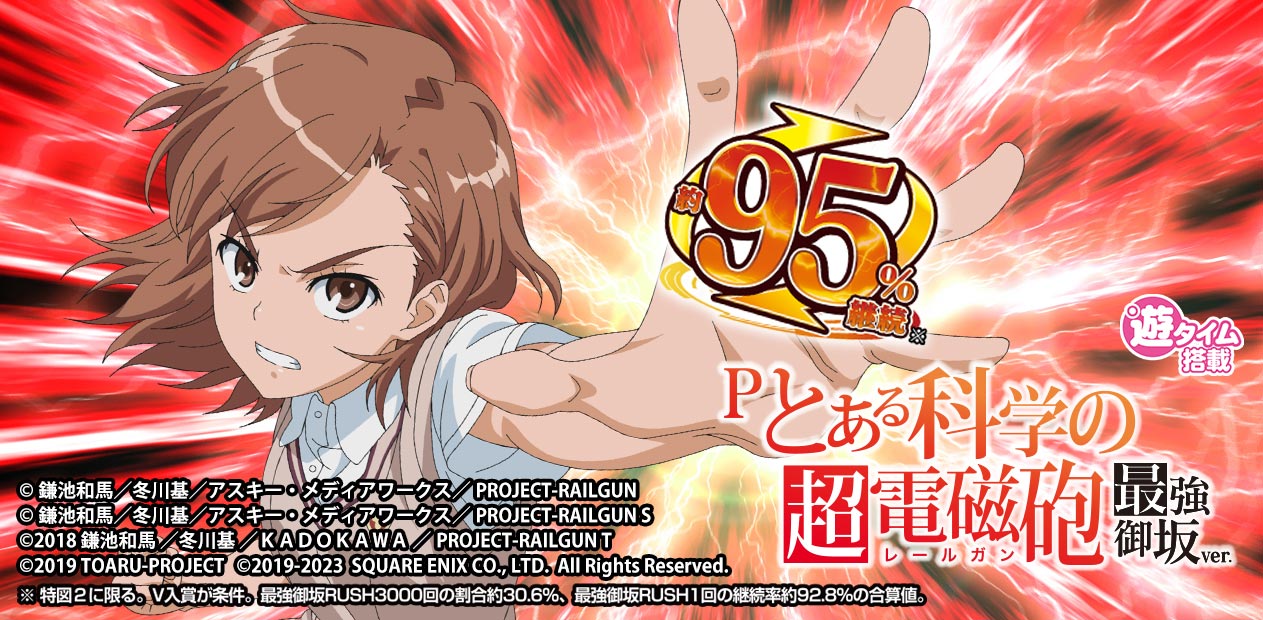 約
95%
継続※
遊タイム
搭載
Pとある科学の
超電磁砲
レールガン
最強
御坂ver.
© 鎌池和馬／冬川基／アスキー・メディアワークス／PROJECT-RAILGUN
© 鎌池和馬／冬川基／アスキー・メディアワークス／PROJECT-RAILGUN S
©2018 鎌池和馬／冬川基／ＫＡＤＯＫＡＷＡ／PROJECT-RAILGUN T
©2019 TOARU-PROJECT ©2019-2023 SQUARE ENIX CO., LTD. All Rights Reserved.
※ 特図２に限る。V入賞が条件。最強御坂RUSH3000回の割合約30.6%、最強御坂RUSH1回の継続率約92.8%の合算値。